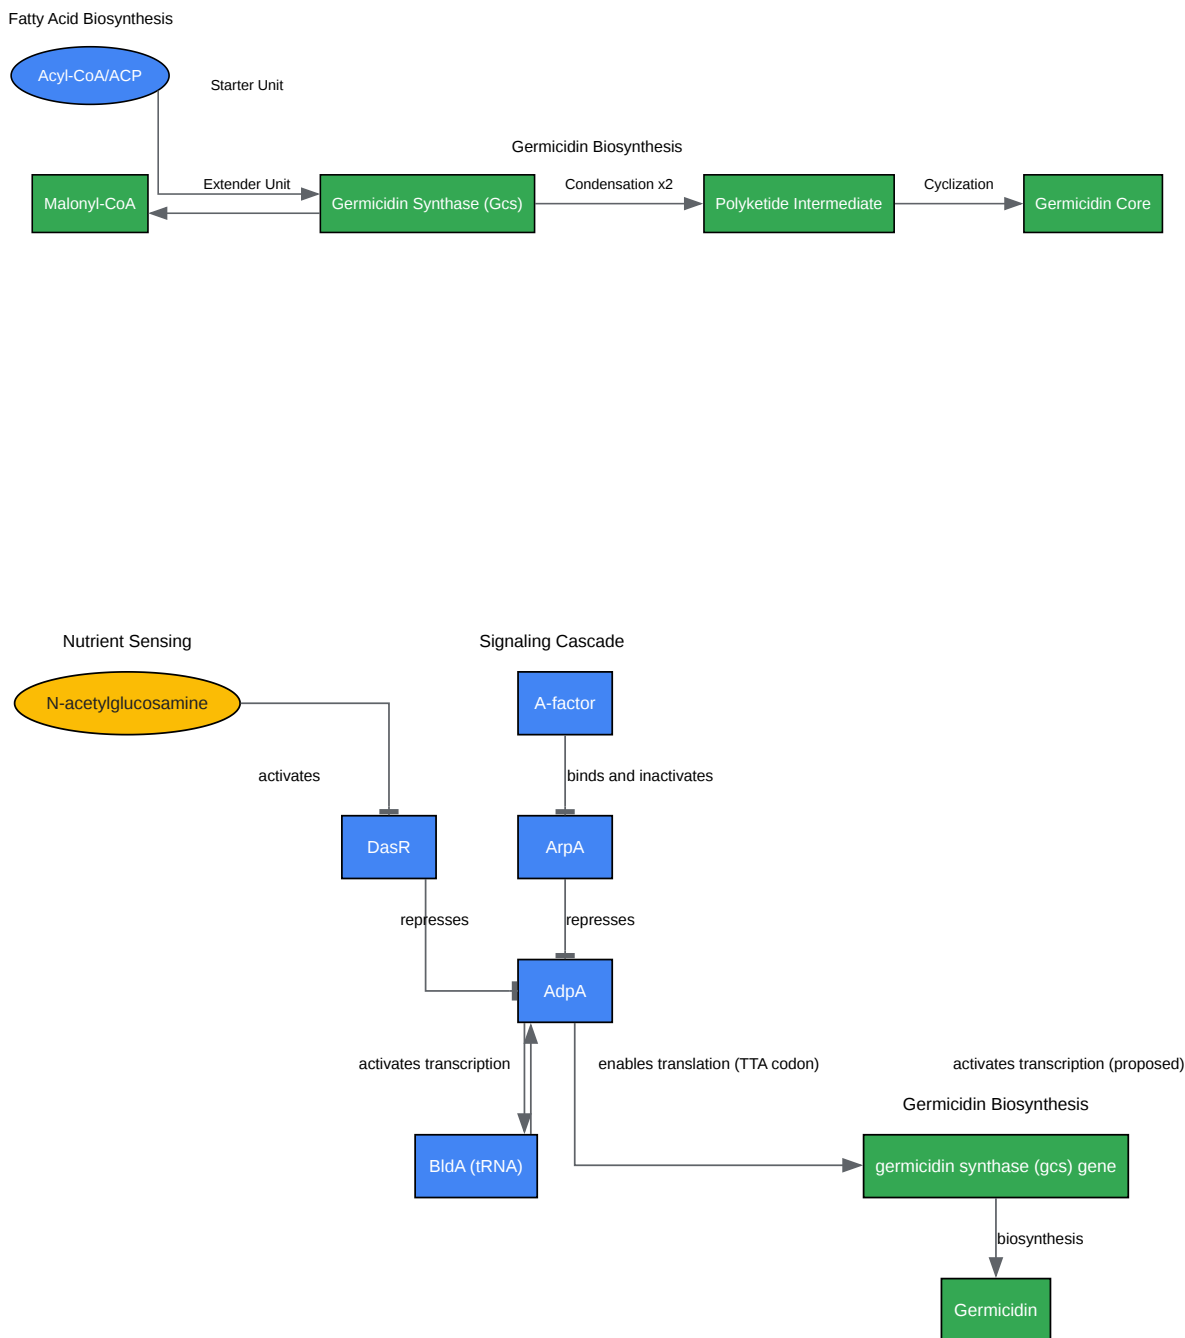 Fatty Acid Biosynthesis
Acyl-CoA/ACP
Starter Unit
Germicidin Biosynthesis
Extender Unit
Condensation x2
Cyclization
Malonyl-CoA
Germicidin Synthase (Gcs)
Polyketide Intermediate
Germicidin Core
Nutrient Sensing
Signaling Cascade
N-acetylglucosamine
A-factor
activates
binds and inactivates
DasR
ArpA
represses
represses
AdpA
activates transcription
enables translation (TTA codon)
activates transcription (proposed)
Germicidin Biosynthesis
BldA (tRNA)
germicidin synthase (gcs) gene
biosynthesis
Germicidin